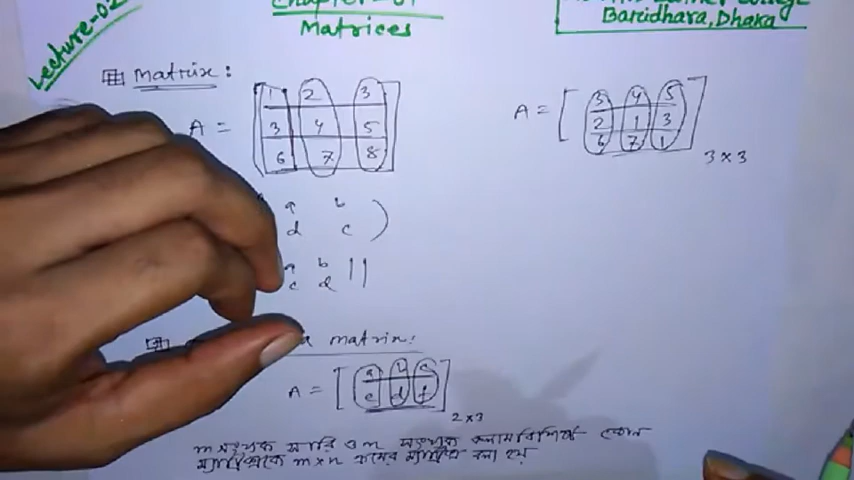 Lecture-02
Chapter-01
Matrices
Baridhara, Dhaka
Matrix:
A = [ 1 2 3
3 4 5
6 7 8 ]
A = [ 3 4 5
2 1 3
6 7 1 ] 3×3
a b
d c )
a b
c d ||
a matrix:
A = [ a b c
e d f ] 2×3
m সংখ্যক সারি ও n সংখ্যক কলামবিশিষ্ট কোন
ম্যাট্রিক্সকে m×n ক্রমের ম্যাট্রিক্স বলা হয়